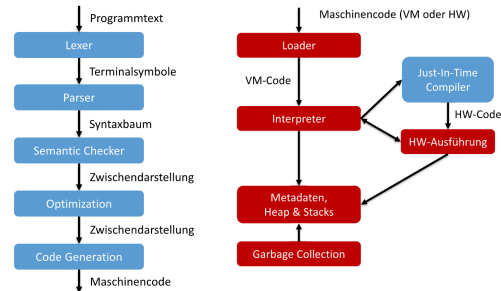 Programmtext
Lexer
Terminalsymbole
Parser
Syntaxbaum
Semantic Checker
Zwischendarstellung
Optimization
Zwischendarstellung
Code Generation
Maschinencode
Maschinencode (VM oder HW)
Loader
VM-Code
Just-In-Time
Compiler
Interpreter
HW-Code
HW-Ausführung
Metadaten,
Heap & Stacks
Garbage Collection